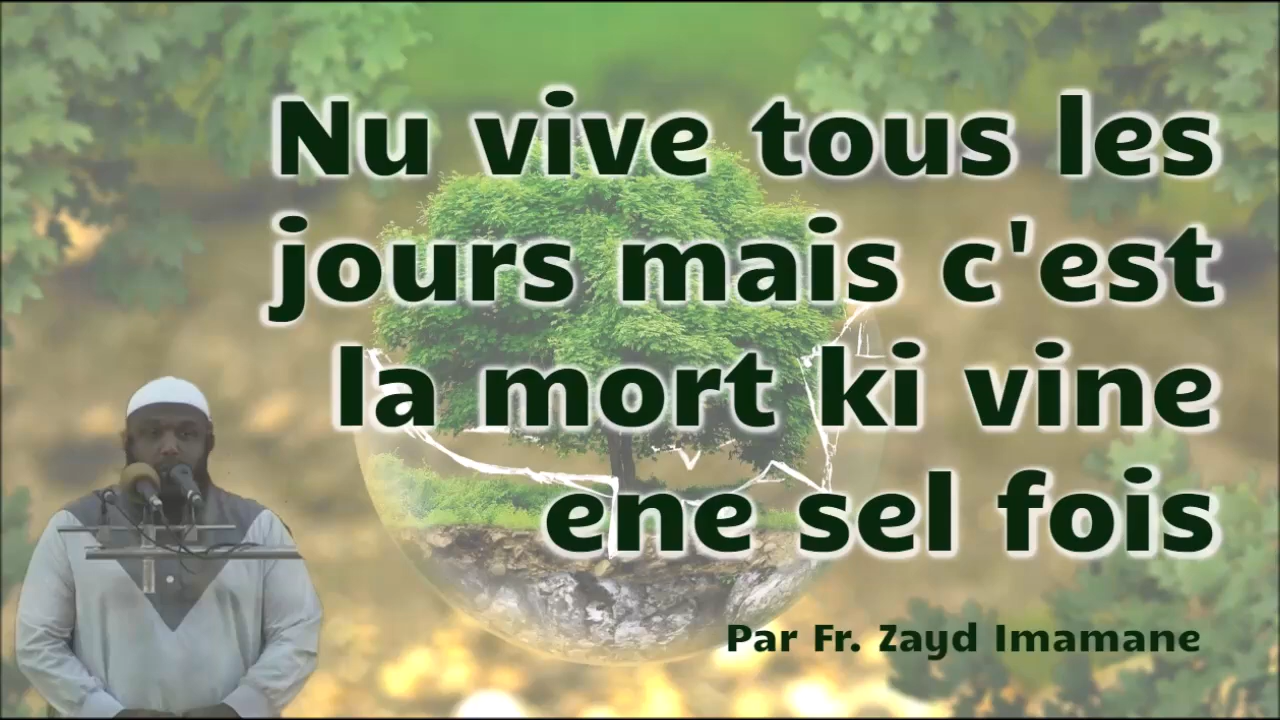 Nu vive tous les
jours mais c'est
la mort ki vine
ene sel fois
Par Fr. Zayd Imamane